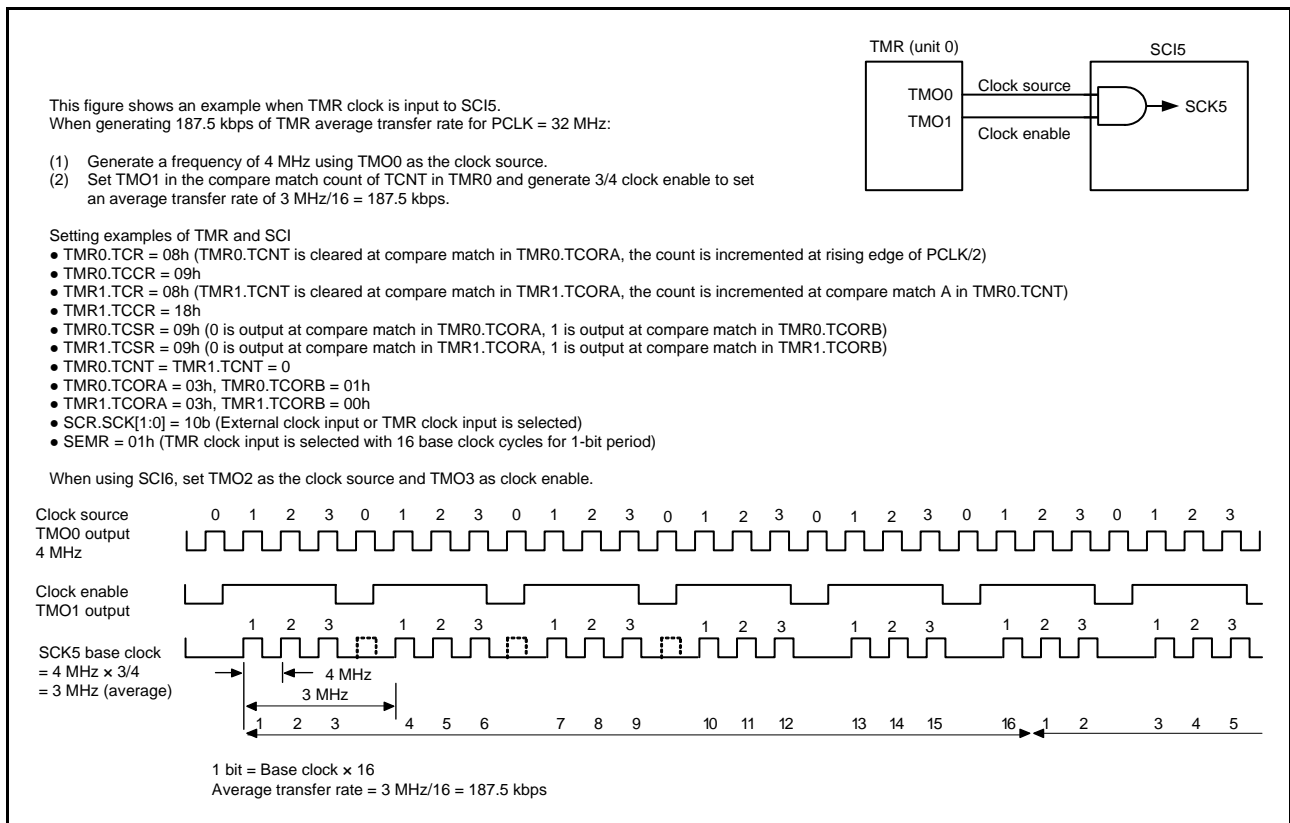 TMR (unit 0)
SCI5
TMO0
Clock source
SCK5
TMO1
Clock enable
This figure shows an example when TMR clock is input to SCI5.
When generating 187.5 kbps of TMR average transfer rate for PCLK = 32 MHz:
(1) Generate a frequency of 4 MHz using TMO0 as the clock source.
(2) Set TMO1 in the compare match count of TCNT in TMR0 and generate 3/4 clock enable to set
an average transfer rate of 3 MHz/16 = 187.5 kbps.
Setting examples of TMR and SCI
● TMR0.TCR = 08h (TMR0.TCNT is cleared at compare match in TMR0.TCORA, the count is incremented at rising edge of PCLK/2)
● TMR0.TCCR = 09h
● TMR1.TCR = 08h (TMR1.TCNT is cleared at compare match in TMR1.TCORA, the count is incremented at compare match A in TMR0.TCNT)
● TMR1.TCCR = 18h
● TMR0.TCSR = 09h (0 is output at compare match in TMR0.TCORA, 1 is output at compare match in TMR0.TCORB)
● TMR1.TCSR = 09h (0 is output at compare match in TMR1.TCORA, 1 is output at compare match in TMR1.TCORB)
● TMR0.TCNT = TMR1.TCNT = 0
● TMR0.TCORA = 03h, TMR0.TCORB = 01h
● TMR1.TCORA = 03h, TMR1.TCORB = 00h
● SCR.SCK[1:0] = 10b (External clock input or TMR clock input is selected)
● SEMR = 01h (TMR clock input is selected with 16 base clock cycles for 1-bit period)
When using SCI6, set TMO2 as the clock source and TMO3 as clock enable.
Clock source
TMO0 output
4 MHz
0 1 2 3 0 1 2 3 0 1 2 3 0 1 2 3 0 1 2 3 0 1 2 3 0 1 2 3
Clock enable
TMO1 output
1 2 3 1 2 3 1 2 3 1 2 3 1 2 3 1 2 3 1 2 3
SCK5 base clock
= 4 MHz × 3/4
= 3 MHz (average)
4 MHz
3 MHz
1 2 3 4 5 6 7 8 9 10 11 12 13 14 15 16 1 2 3 4 5
1 bit = Base clock × 16
Average transfer rate = 3 MHz/16 = 187.5 kbps